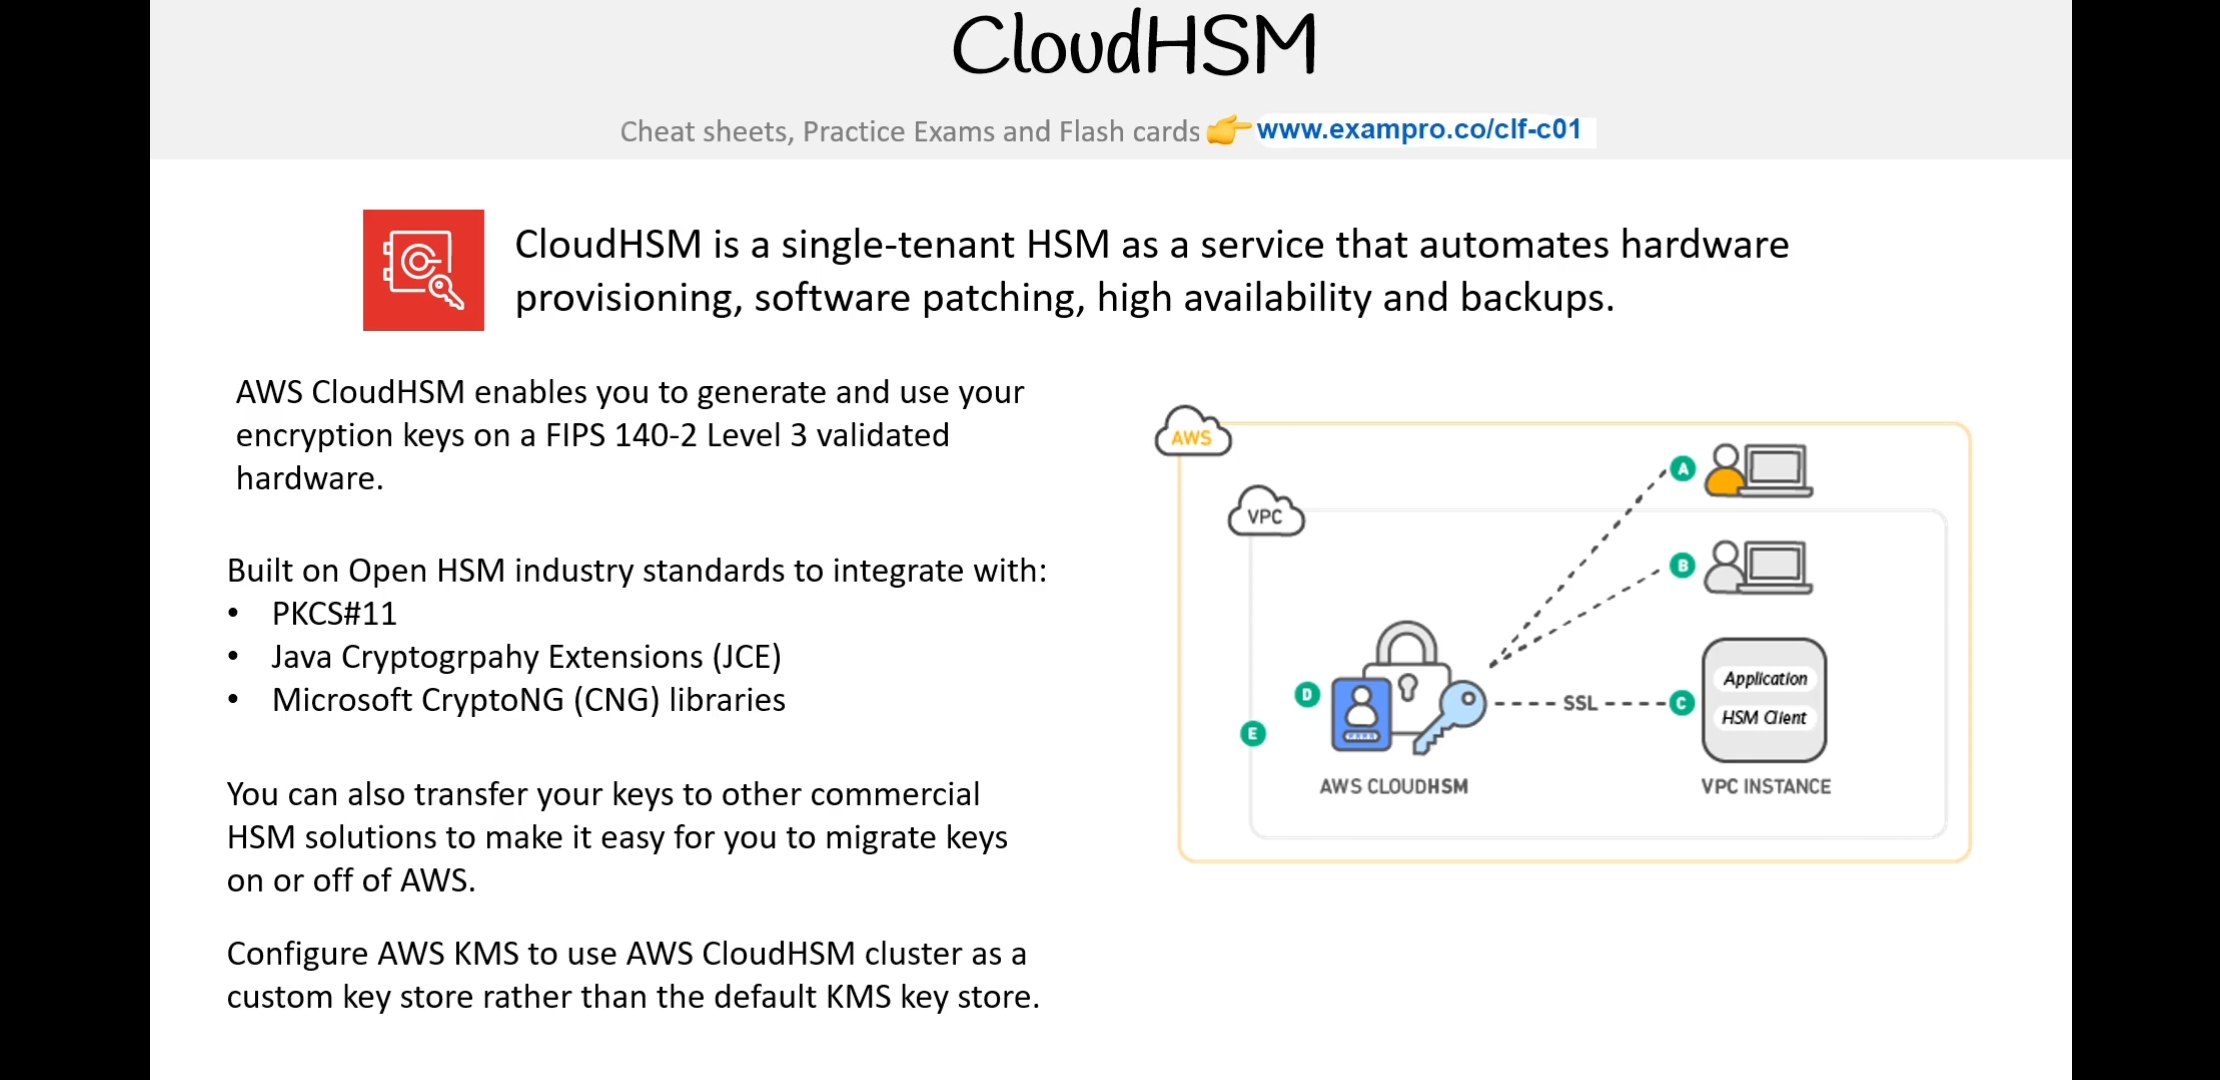 CloudHSM
Cheat sheets, Practice Exams and Flash cards 👉 www.exampro.co/clf-c01
CloudHSM is a single-tenant HSM as a service that automates hardware
provisioning, software patching, high availability and backups.
AWS CloudHSM enables you to generate and use your
encryption keys on a FIPS 140-2 Level 3 validated
hardware.
Built on Open HSM industry standards to integrate with:
• PKCS#11
• Java Cryptogrpahy Extensions (JCE)
• Microsoft CryptoNG (CNG) libraries
You can also transfer your keys to other commercial
HSM solutions to make it easy for you to migrate keys
on or off of AWS.
Configure AWS KMS to use AWS CloudHSM cluster as a
custom key store rather than the default KMS key store.
AWS
VPC
A
B
C
D
E
SSL
Application
HSM Client
AWS CLOUDHSM
VPC INSTANCE